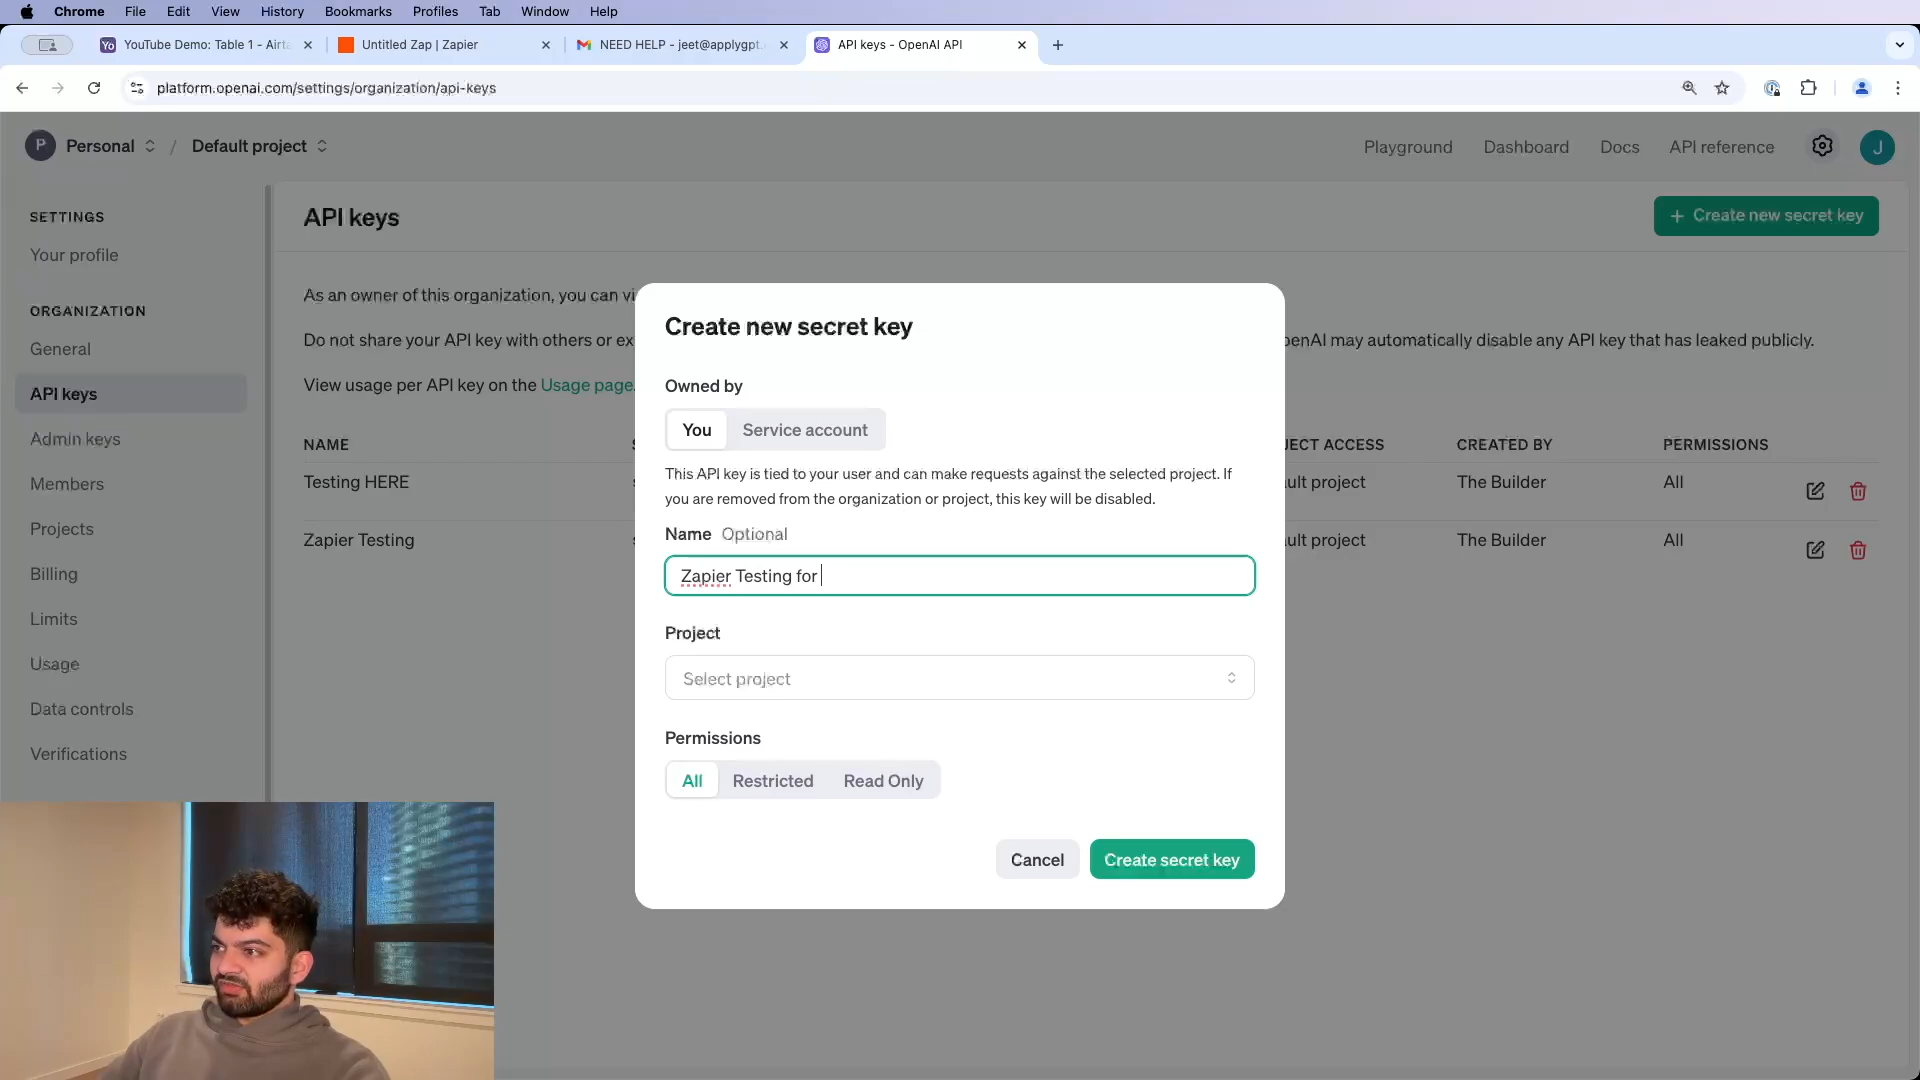 Chrome File Edit View History Bookmarks Profiles Tab Window Help
Yo YouTube Demo: Table 1 - Airta
Untitled Zap | Zapier
NEED HELP - jeet@applygpt.
API keys - OpenAI API
platform.openai.com/settings/organization/api-keys
P Personal / Default project
Playground Dashboard Docs API reference J
SETTINGS
Your profile
ORGANIZATION
General
API keys
Admin keys
Members
Projects
Billing
Limits
Usage
Data controls
Verifications
API keys
+ Create new secret key
As an owner of this organization, you can vi
Do not share your API key with others or ex
penAI may automatically disable any API key that has leaked publicly.
View usage per API key on the Usage page.
NAME JECT ACCESS CREATED BY PERMISSIONS
Testing HERE ult project The Builder All
Zapier Testing ult project The Builder All
Create new secret key
Owned by
You Service account
This API key is tied to your user and can make requests against the selected project. If
you are removed from the organization or project, this key will be disabled.
Name Optional
Zapier Testing for
Project
Select project
Permissions
All Restricted Read Only
Cancel Create secret key